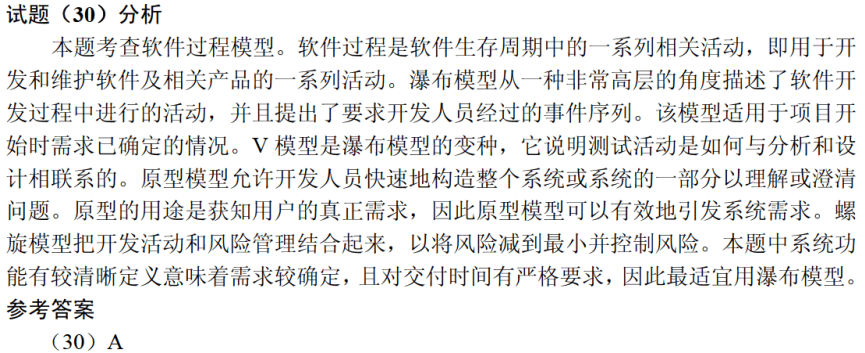 试题（30）分析
本题考查软件过程模型。软件过程是软件生存周期中的一系列相关活动，即用于开
发和维护软件及相关产品的一系列活动。瀑布模型从一种非常高层的角度描述了软件开
发过程中进行的活动，并且提出了要求开发人员经过的事件序列。该模型适用于项目开
始时需求已确定的情况。V 模型是瀑布模型的变种，它说明测试活动是如何与分析和设
计相联系的。原型模型允许开发人员快速地构造整个系统或系统的一部分以理解或澄清
问题。原型的用途是获知用户的真正需求，因此原型模型可以有效地引发系统需求。螺
旋模型把开发活动和风险管理结合起来，以将风险减到最小并控制风险。本题中系统功
能有较清晰定义意味着需求较确定，且对交付时间有严格要求，因此最适宜用瀑布模型。
参考答案
（30）A